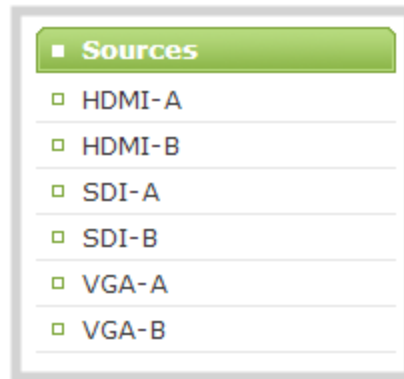 Sources
HDMI-A
HDMI-B
SDI-A
SDI-B
VGA-A
VGA-B